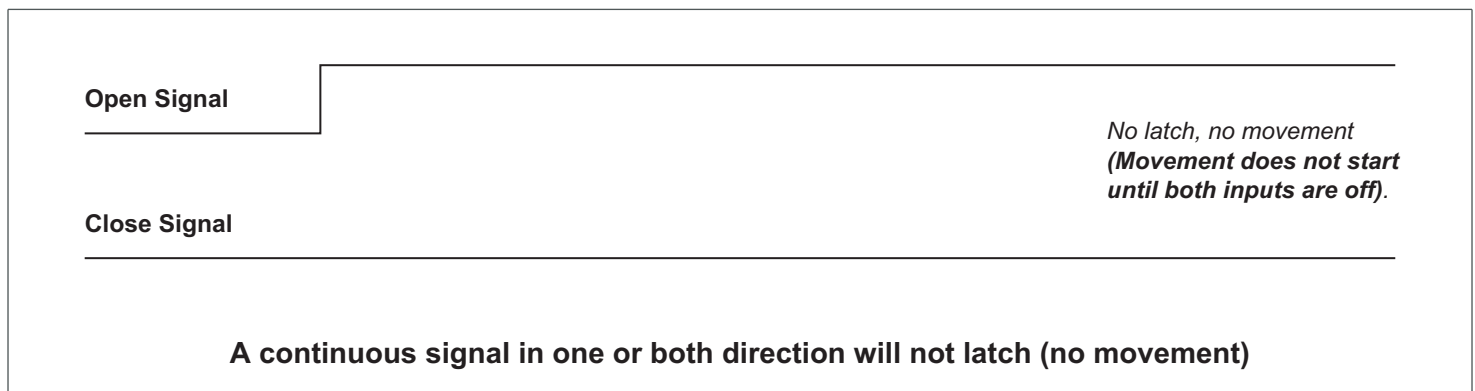 Open Signal
No latch, no movement
(Movement does not start
until both inputs are off).
Close Signal
A continuous signal in one or both direction will not latch (no movement)